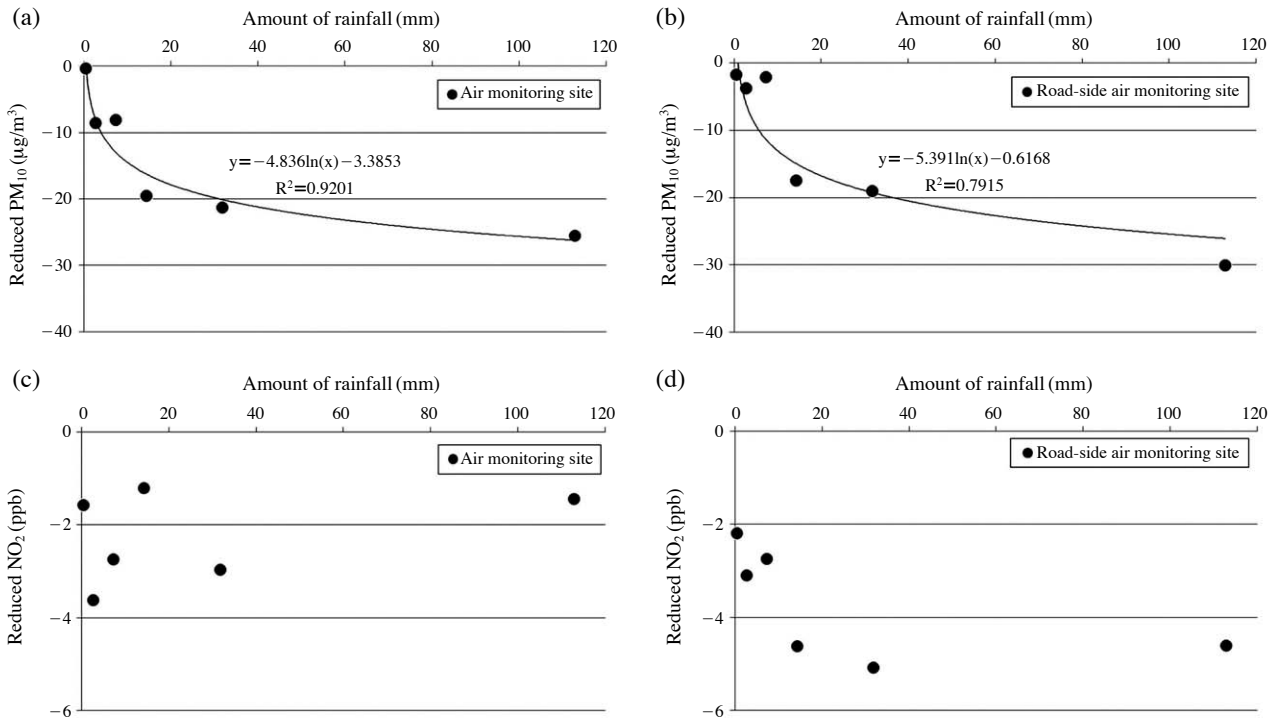 (a)
Amount of rainfall (mm)
0 20 40 60 80 100 120
0
−10
−20
−30
−40
Reduced PM10 (μg/m3)
Air monitoring site
y=−4.836ln(x)−3.3853
R2=0.9201
(b)
Amount of rainfall (mm)
0 20 40 60 80 100 120
0
−10
−20
−30
−40
Reduced PM10 (μg/m3)
Road-side air monitoring site
y=−5.391ln(x)−0.6168
R2=0.7915
(c)
Amount of rainfall (mm)
0 20 40 60 80 100 120
0
−2
−4
−6
Reduced NO2 (ppb)
Air monitoring site
(d)
Amount of rainfall (mm)
0 20 40 60 80 100 120
0
−2
−4
−6
Reduced NO2 (ppb)
Road-side air monitoring site